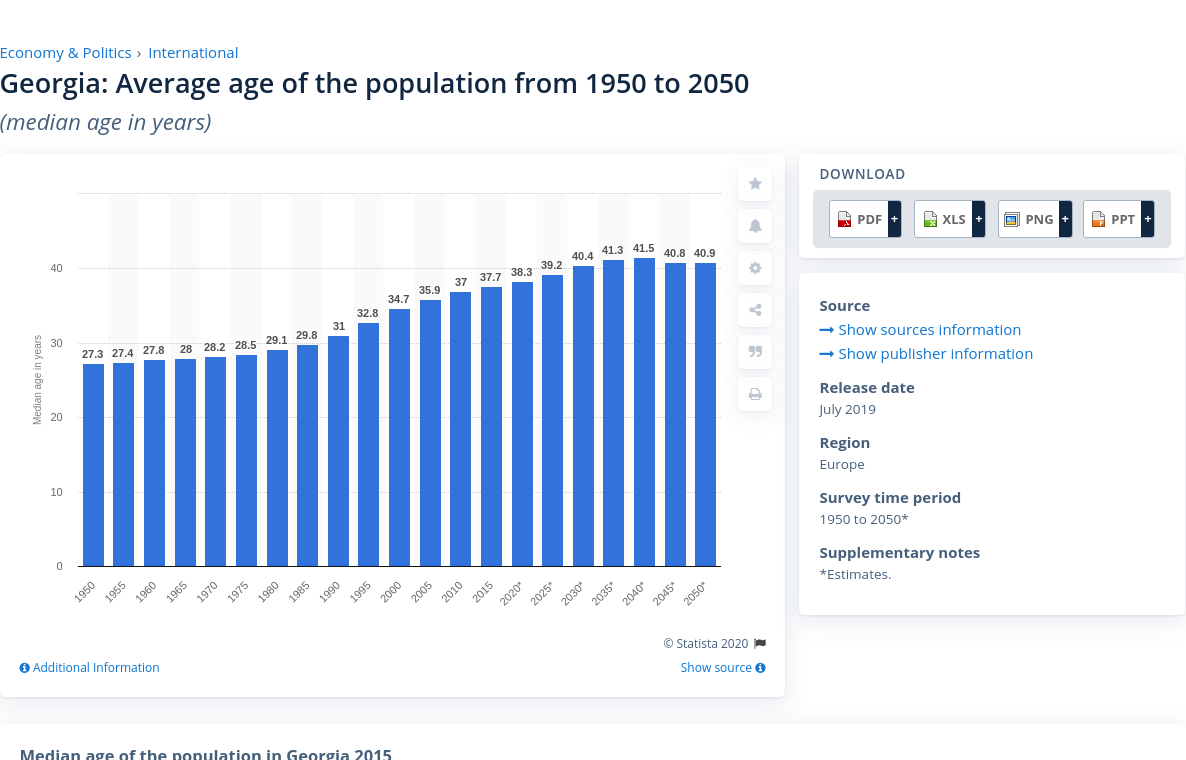 Economy & Politics › International
Georgia: Average age of the population from 1950 to 2050
(median age in years)
Median age in years
40
30
20
10
0
27.3 27.4 27.8 28 28.2 28.5 29.1 29.8 31 32.8 34.7 35.9 37 37.7 38.3 39.2 40.4 41.3 41.5 40.8 40.9
1950 1955 1960 1965 1970 1975 1980 1985 1990 1995 2000 2005 2010 2015 2020* 2025* 2030* 2035* 2040* 2045* 2050*
© Statista 2020
Additional Information
Show source
DOWNLOAD
PDF + XLS + PNG + PPT +
Source
Show sources information
Show publisher information
Release date
July 2019
Region
Europe
Survey time period
1950 to 2050*
Supplementary notes
*Estimates.
Median age of the population in Georgia 2015